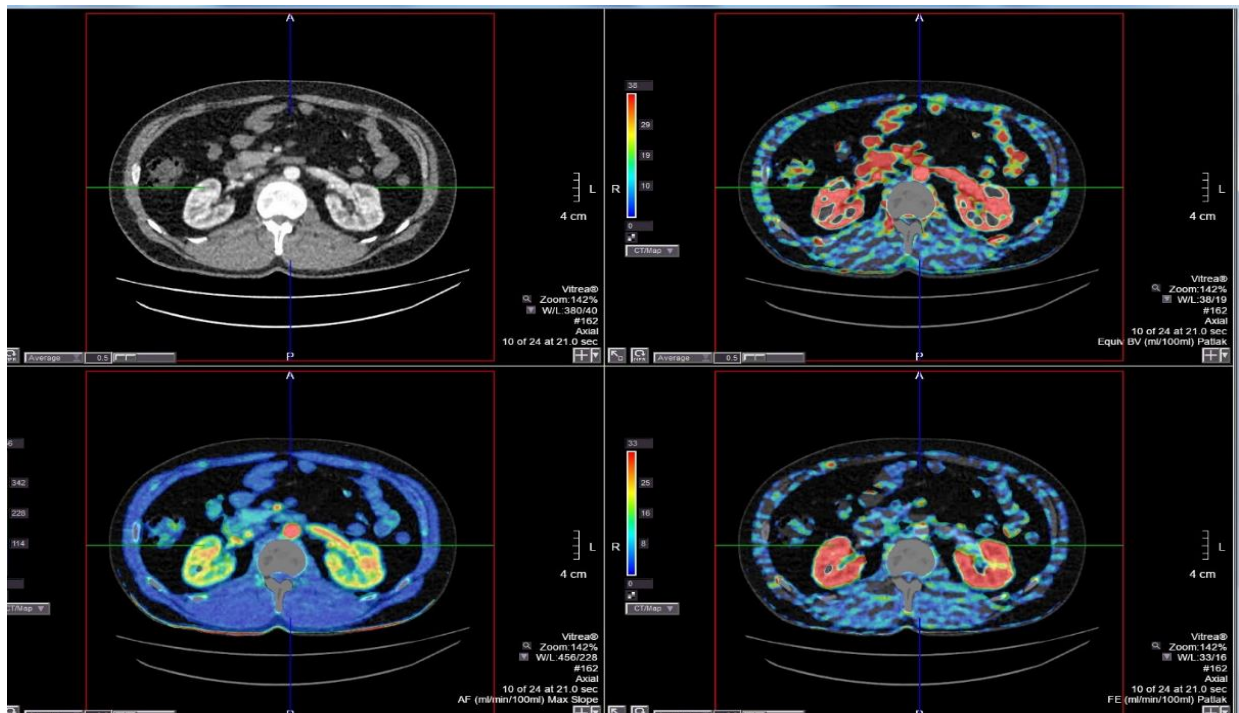 A
L
4 cm
Vitrea®
Zoom:142%
W/L:380/40
#162
Axial
10 of 24 at 21.0 sec
Average 0.5
P
A
38
29
19
10
0
CT/Map
R
L
4 cm
Vitrea®
Zoom:142%
W/L:38/19
#162
Axial
10 of 24 at 21.0 sec
Equiv BV (ml/100ml) Patlak
Average 0.5
P
A
342
228
114
CT/Map
L
4 cm
Vitrea®
Zoom:142%
W/L:456/228
#162
Axial
10 of 24 at 21.0 sec
AF (ml/min/100ml) Max Slope
A
33
25
16
8
0
CT/Map
R
L
4 cm
Vitrea®
Zoom:142%
W/L:33/16
#162
Axial
10 of 24 at 21.0 sec
FE (ml/min/100ml) Patlak